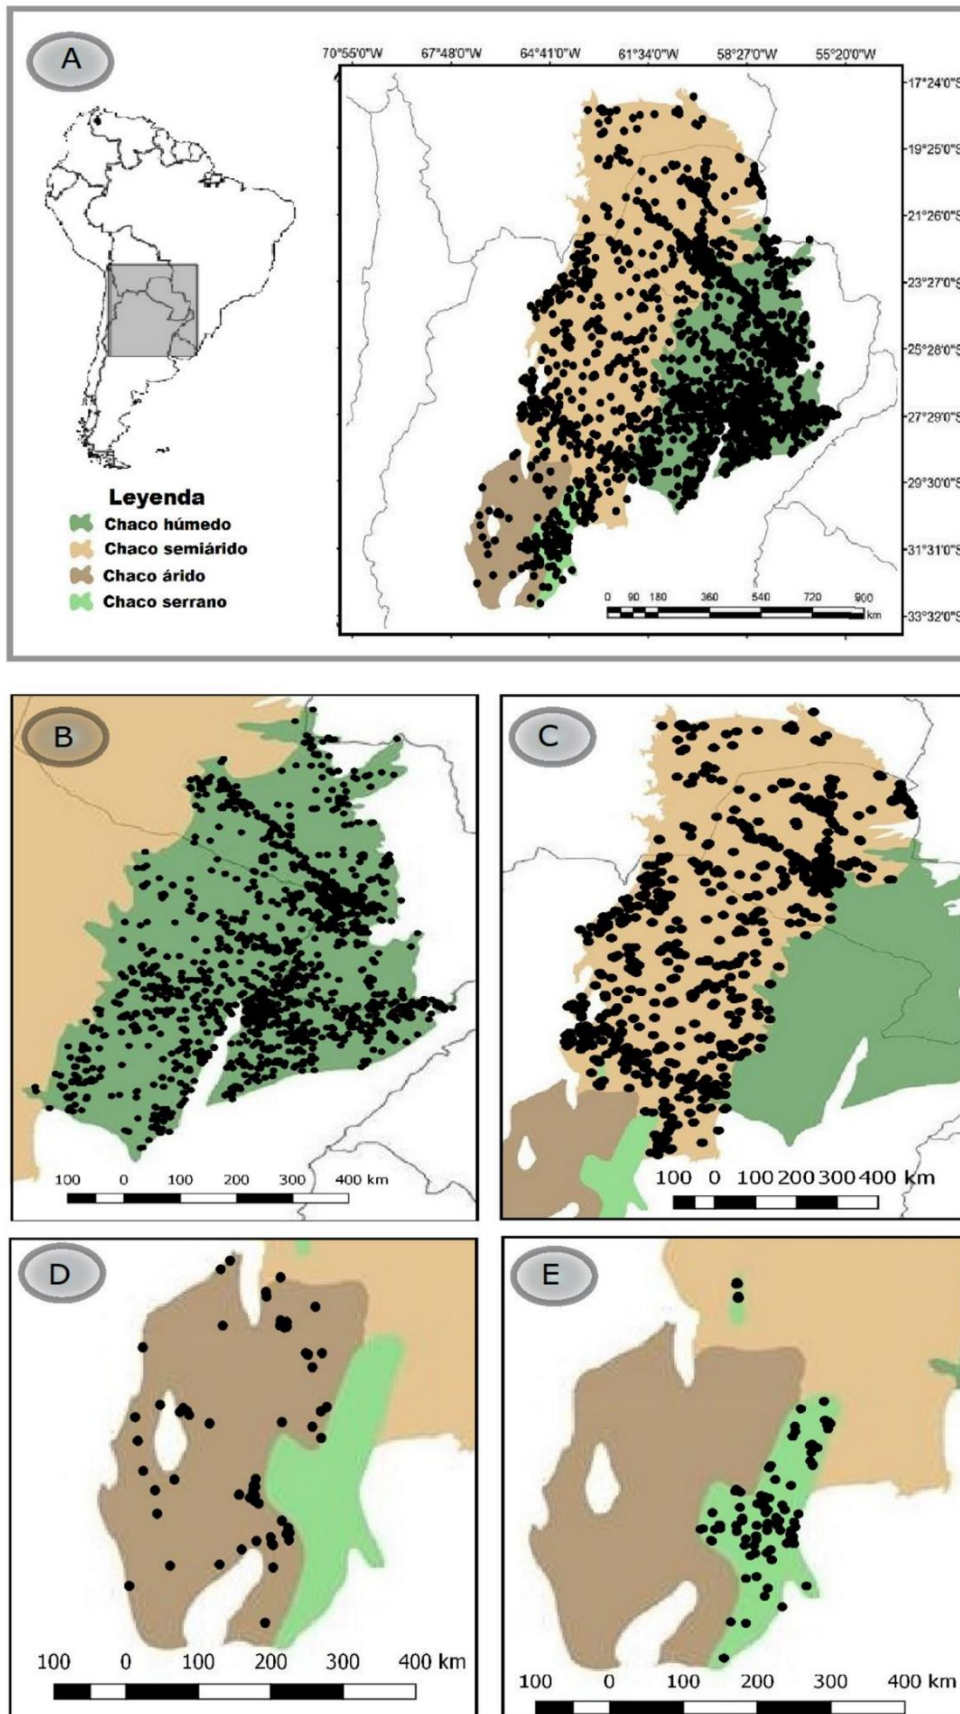 A
70°55'0"W 67°48'0"W 64°41'0"W 61°34'0"W 58°27'0"W 55°20'0"W
17°24'0"S
19°25'0"S
21°26'0"S
23°27'0"S
25°28'0"S
27°29'0"S
29°30'0"S
31°31'0"S
33°32'0"S
Leyenda
Chaco húmedo
Chaco semiárido
Chaco árido
Chaco serrano
0 90 180 360 540 720 900
km
B
100 0 100 200 300 400 km
C
100 0 100 200 300 400 km
D
100 0 100 200 300 400 km
E
100 0 100 200 300 400 km